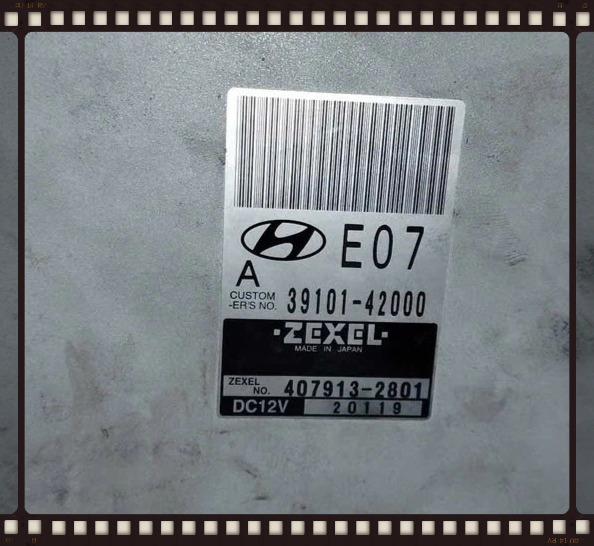 E07
A
CUSTOM
-ER'S NO. 39101-42000
·ZEXEL·
MADE IN JAPAN
ZEXEL
NO. 407913-2801
DC12V 20119